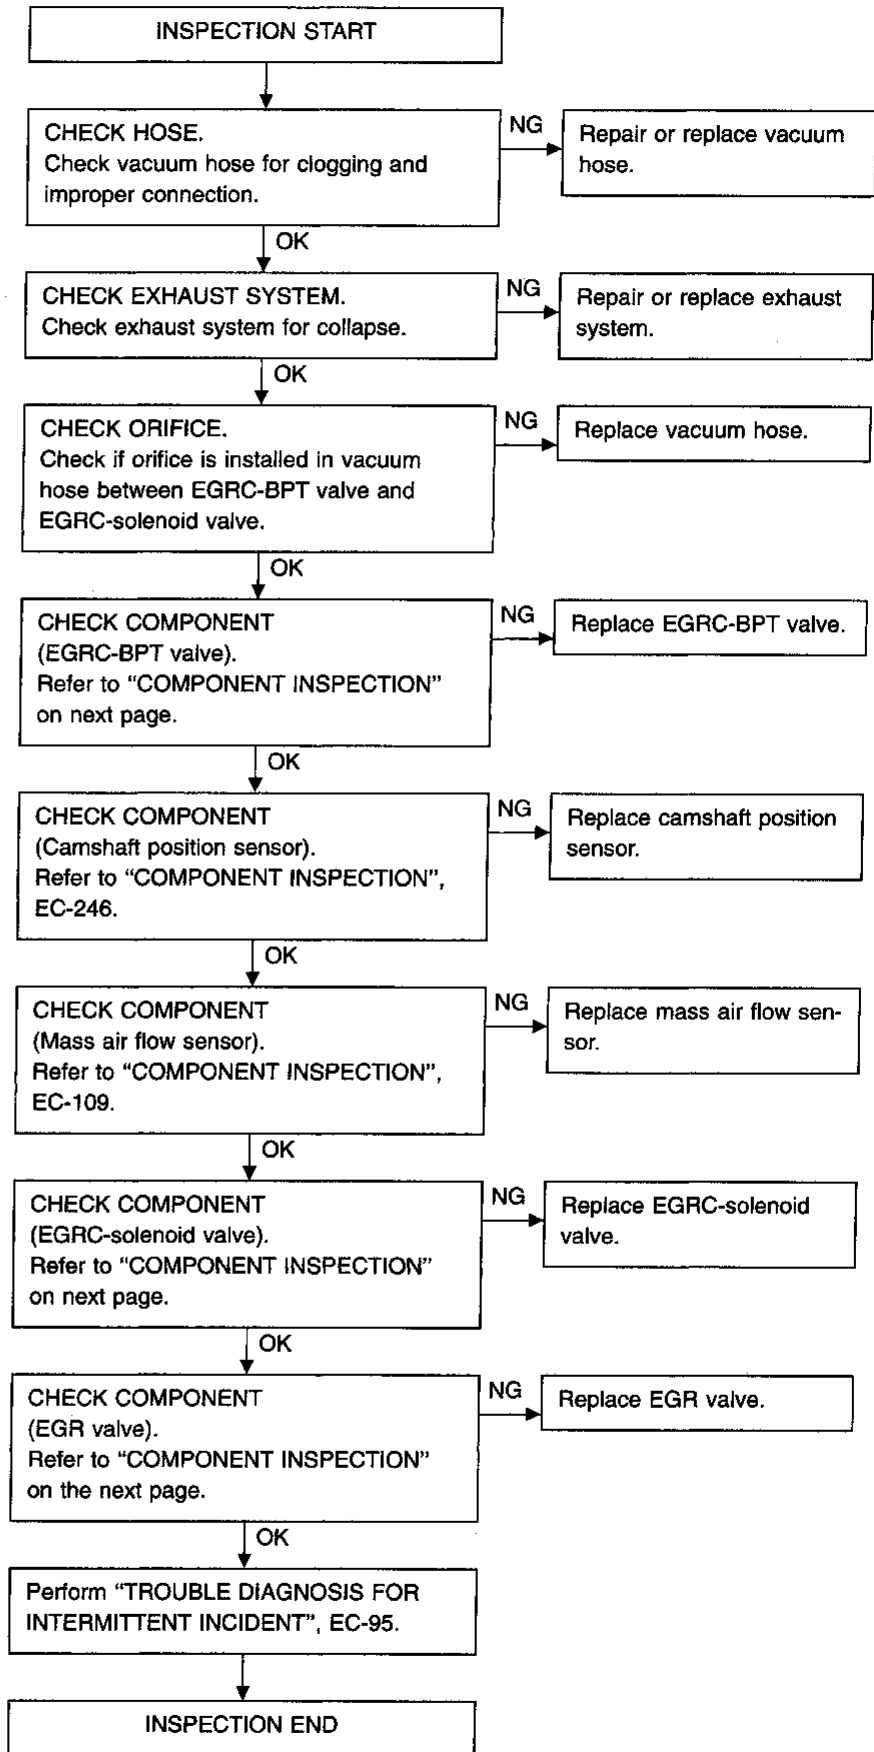 INSPECTION START
CHECK HOSE.
Check vacuum hose for clogging and
improper connection.
NG
Repair or replace vacuum
hose.
OK
CHECK EXHAUST SYSTEM.
Check exhaust system for collapse.
NG
Repair or replace exhaust
system.
OK
CHECK ORIFICE.
Check if orifice is installed in vacuum
hose between EGRC-BPT valve and
EGRC-solenoid valve.
NG
Replace vacuum hose.
OK
CHECK COMPONENT
(EGRC-BPT valve).
Refer to “COMPONENT INSPECTION”
on next page.
NG
Replace EGRC-BPT valve.
OK
CHECK COMPONENT
(Camshaft position sensor).
Refer to “COMPONENT INSPECTION”,
EC-246.
NG
Replace camshaft position
sensor.
OK
CHECK COMPONENT
(Mass air flow sensor).
Refer to “COMPONENT INSPECTION”,
EC-109.
NG
Replace mass air flow sen-
sor.
OK
CHECK COMPONENT
(EGRC-solenoid valve).
Refer to “COMPONENT INSPECTION”
on next page.
NG
Replace EGRC-solenoid
valve.
OK
CHECK COMPONENT
(EGR valve).
Refer to “COMPONENT INSPECTION”
on the next page.
NG
Replace EGR valve.
OK
Perform “TROUBLE DIAGNOSIS FOR
INTERMITTENT INCIDENT”, EC-95.
INSPECTION END